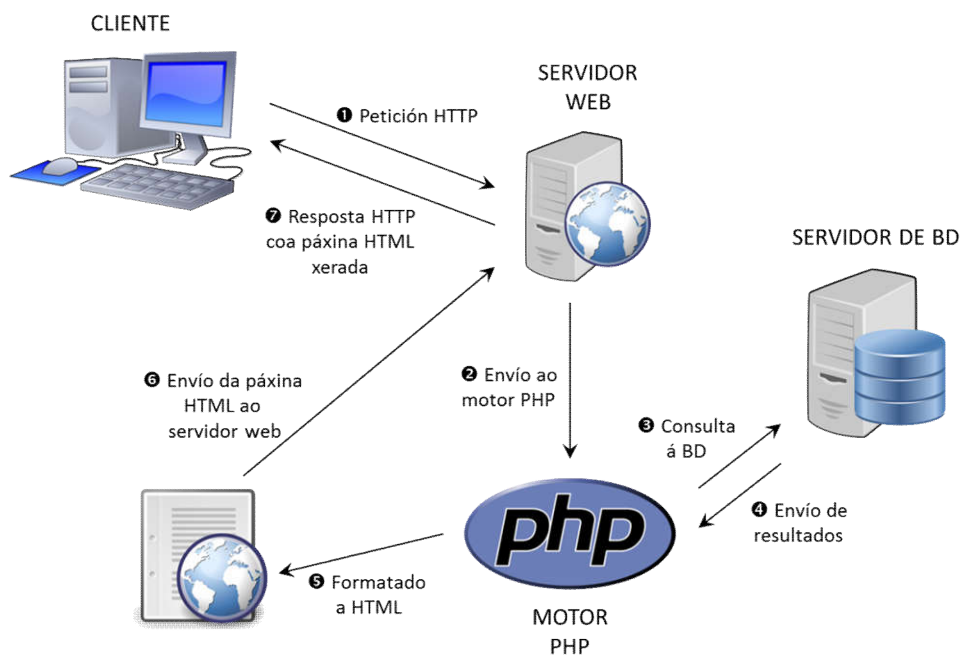 CLIENTE
SERVIDOR
WEB
❶ Petición HTTP
❼ Resposta HTTP
coa páxina HTML
xerada
SERVIDOR DE BD
❻ Envío da páxina
HTML ao
servidor web
❷ Envío ao
motor PHP
❸ Consulta
á BD
❹ Envío de
resultados
php
❺ Formatado
a HTML
MOTOR
PHP